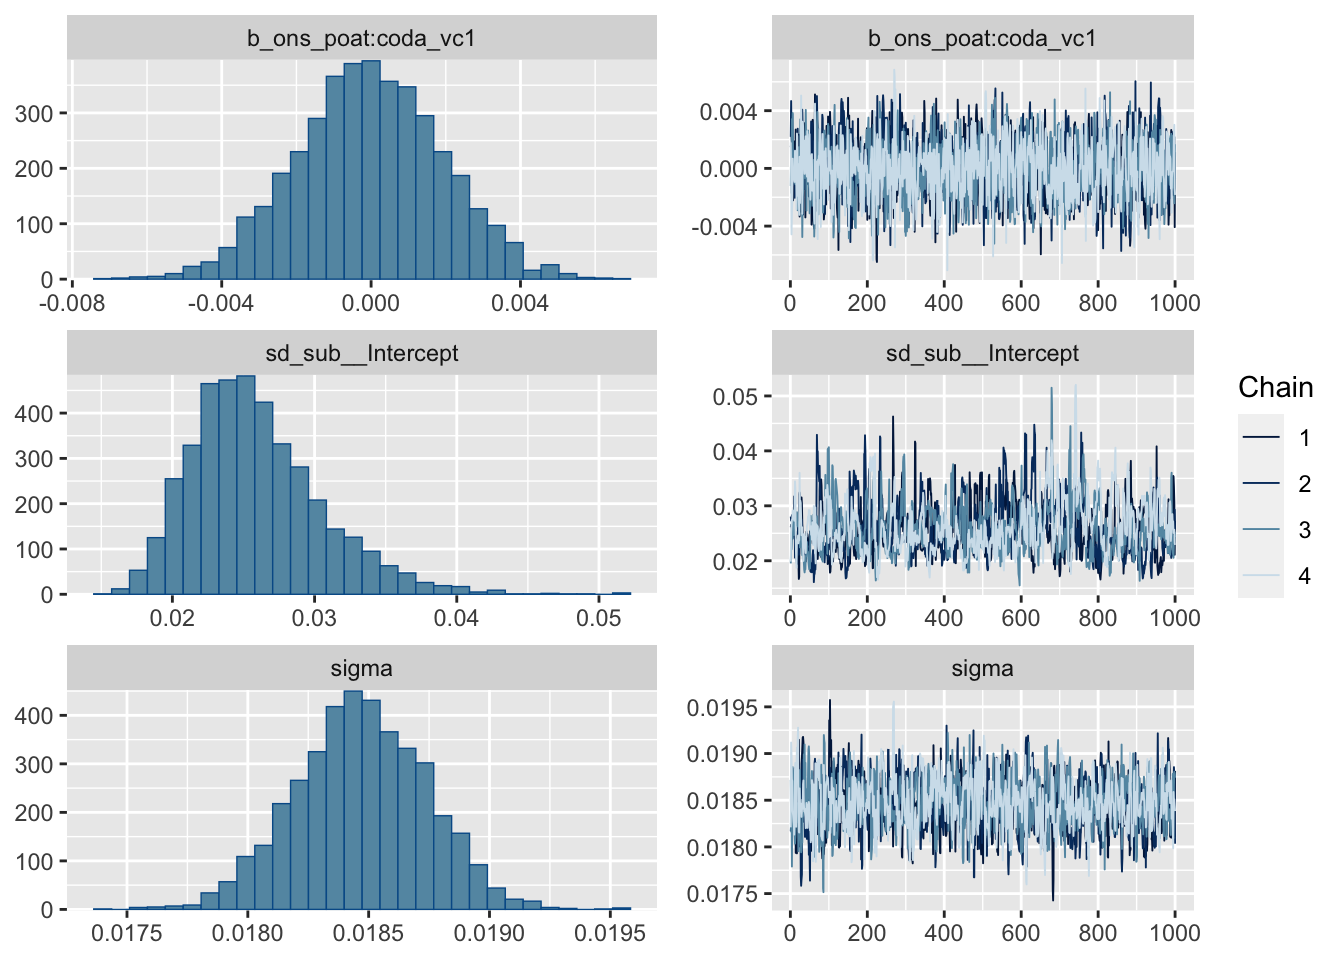 b_ons_poat:coda_vc1
300
200
100
0
-0.008 -0.004 0.000 0.004
b_ons_poat:coda_vc1
0.004
0.000
-0.004
0 200 400 600 800 1000
sd_sub__Intercept
400
300
200
100
0
0.02 0.03 0.04 0.05
sd_sub__Intercept
0.05
0.04
0.03
0.02
0 200 400 600 800 1000
sigma
400
300
200
100
0
0.0175 0.0180 0.0185 0.0190 0.0195
sigma
0.0195
0.0190
0.0185
0.0180
0.0175
0 200 400 600 800 1000
Chain
1
2
3
4